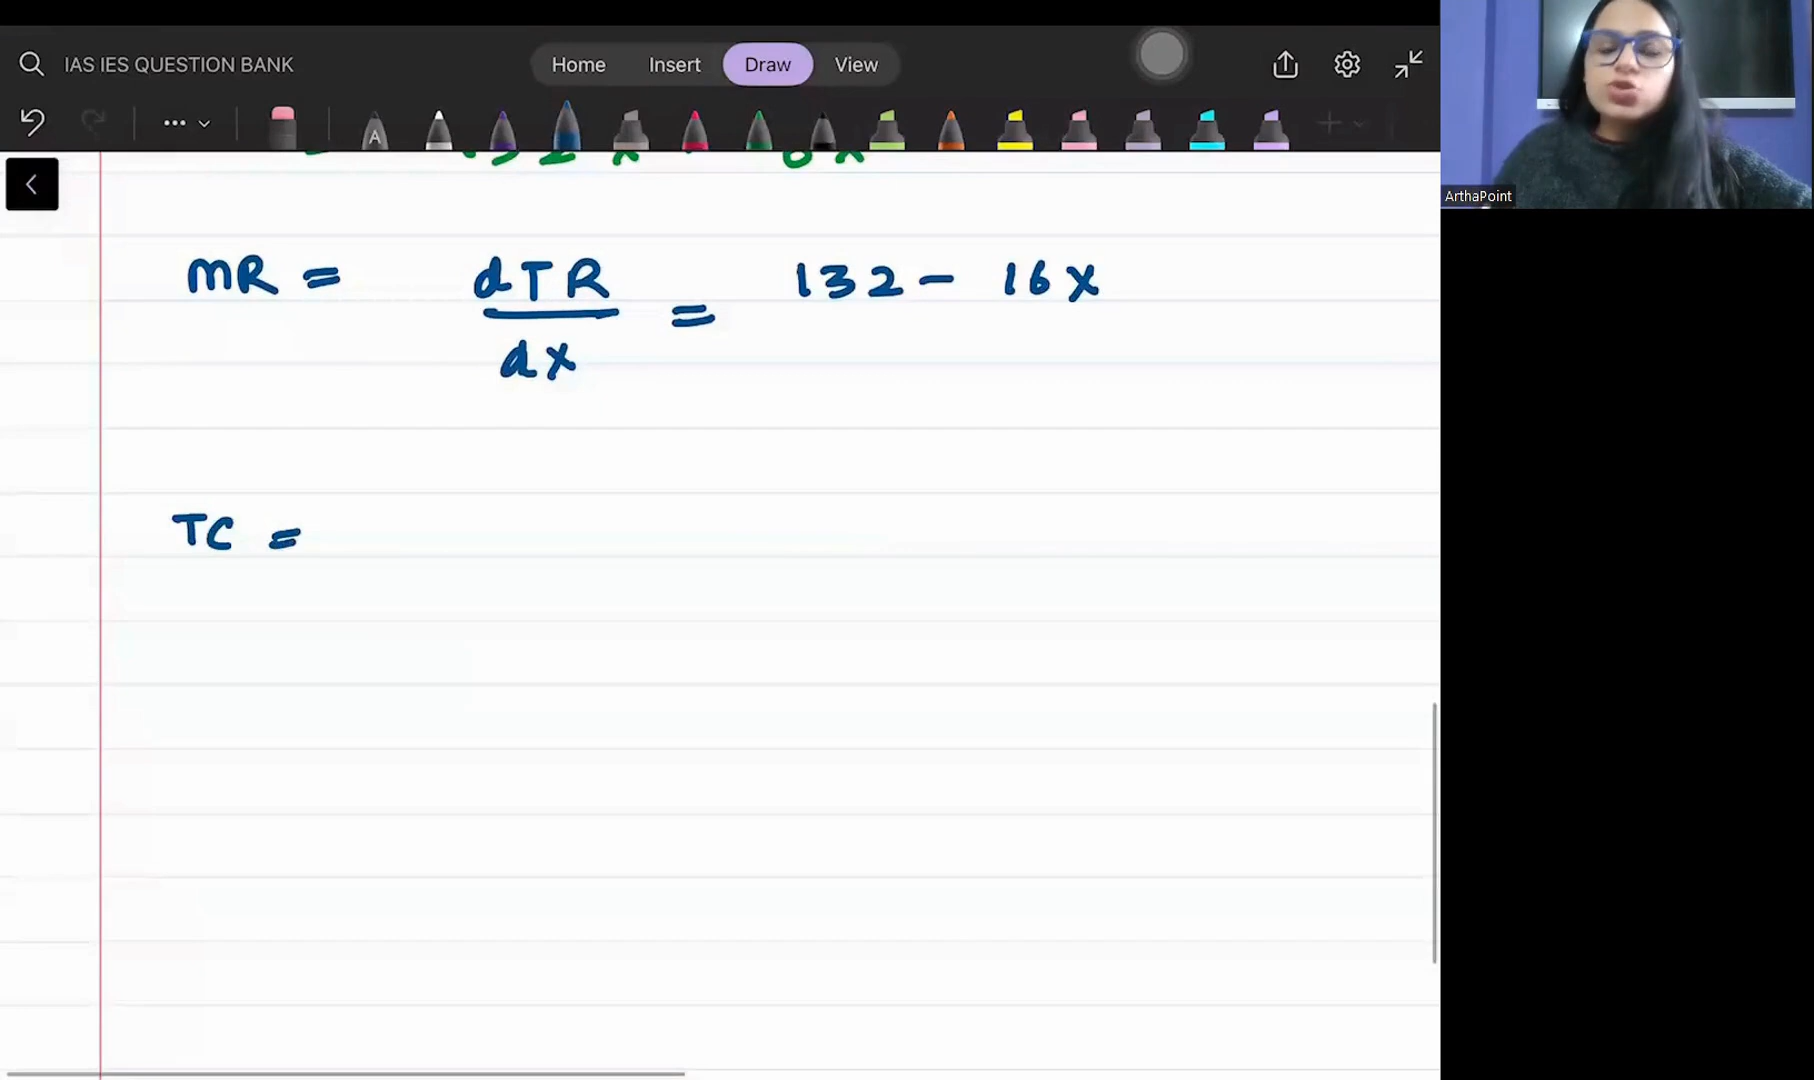 IAS IES QUESTION BANK
Home Insert Draw View
A
ArthaPoint
mR = dTR = 132 - 16x
dx
TC =